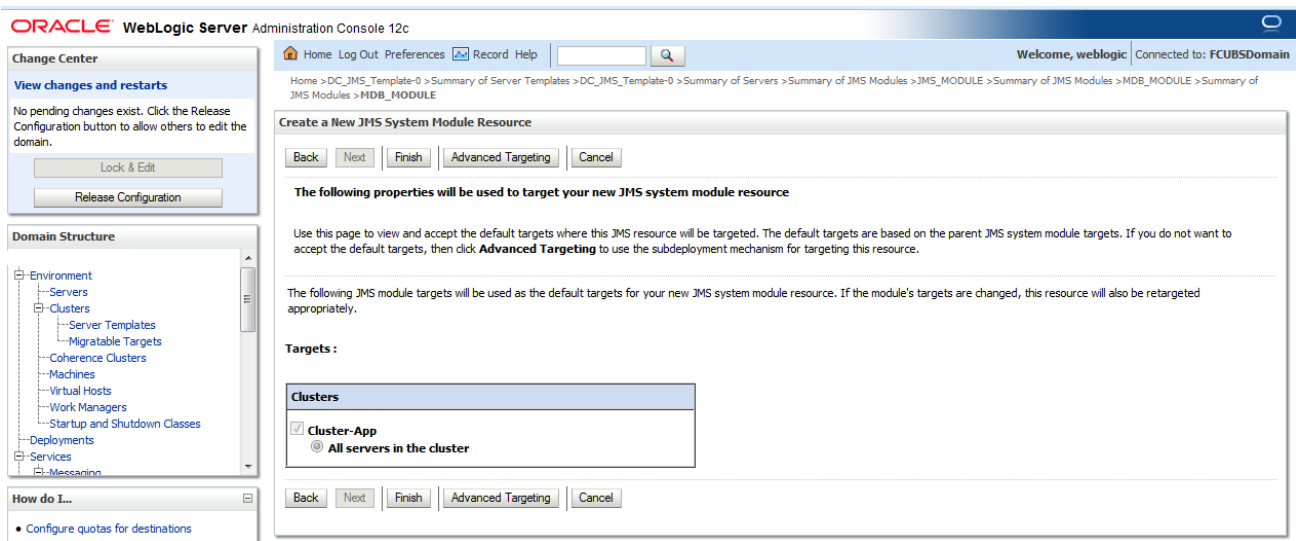 ORACLE WebLogic Server Administration Console 12c
Change Center
View changes and restarts
No pending changes exist. Click the Release
Configuration button to allow others to edit the
domain.
Lock & Edit
Release Configuration
Domain Structure
Environment
Servers
Clusters
Server Templates
Migratable Targets
Coherence Clusters
Machines
Virtual Hosts
Work Managers
Startup and Shutdown Classes
Deployments
Services
Messaging
How do I...
Configure quotas for destinations
Home Log Out Preferences Record Help
Welcome, weblogic Connected to: FCUBSDomain
Home >DC_JMS_Template-0 >Summary of Server Templates >DC_JMS_Template-0 >Summary of Servers >Summary of JMS Modules >JMS_MODULE >Summary of JMS Modules >MDB_MODULE >Summary of
JMS Modules >MDB_MODULE
Create a New JMS System Module Resource
Back Next Finish Advanced Targeting Cancel
The following properties will be used to target your new JMS system module resource
Use this page to view and accept the default targets where this JMS resource will be targeted. The default targets are based on the parent JMS system module targets. If you do not want to
accept the default targets, then click Advanced Targeting to use the subdeployment mechanism for targeting this resource.
The following JMS module targets will be used as the default targets for your new JMS system module resource. If the module's targets are changed, this resource will also be retargeted
appropriately.
Targets :
Clusters
Cluster-App
All servers in the cluster
Back Next Finish Advanced Targeting Cancel